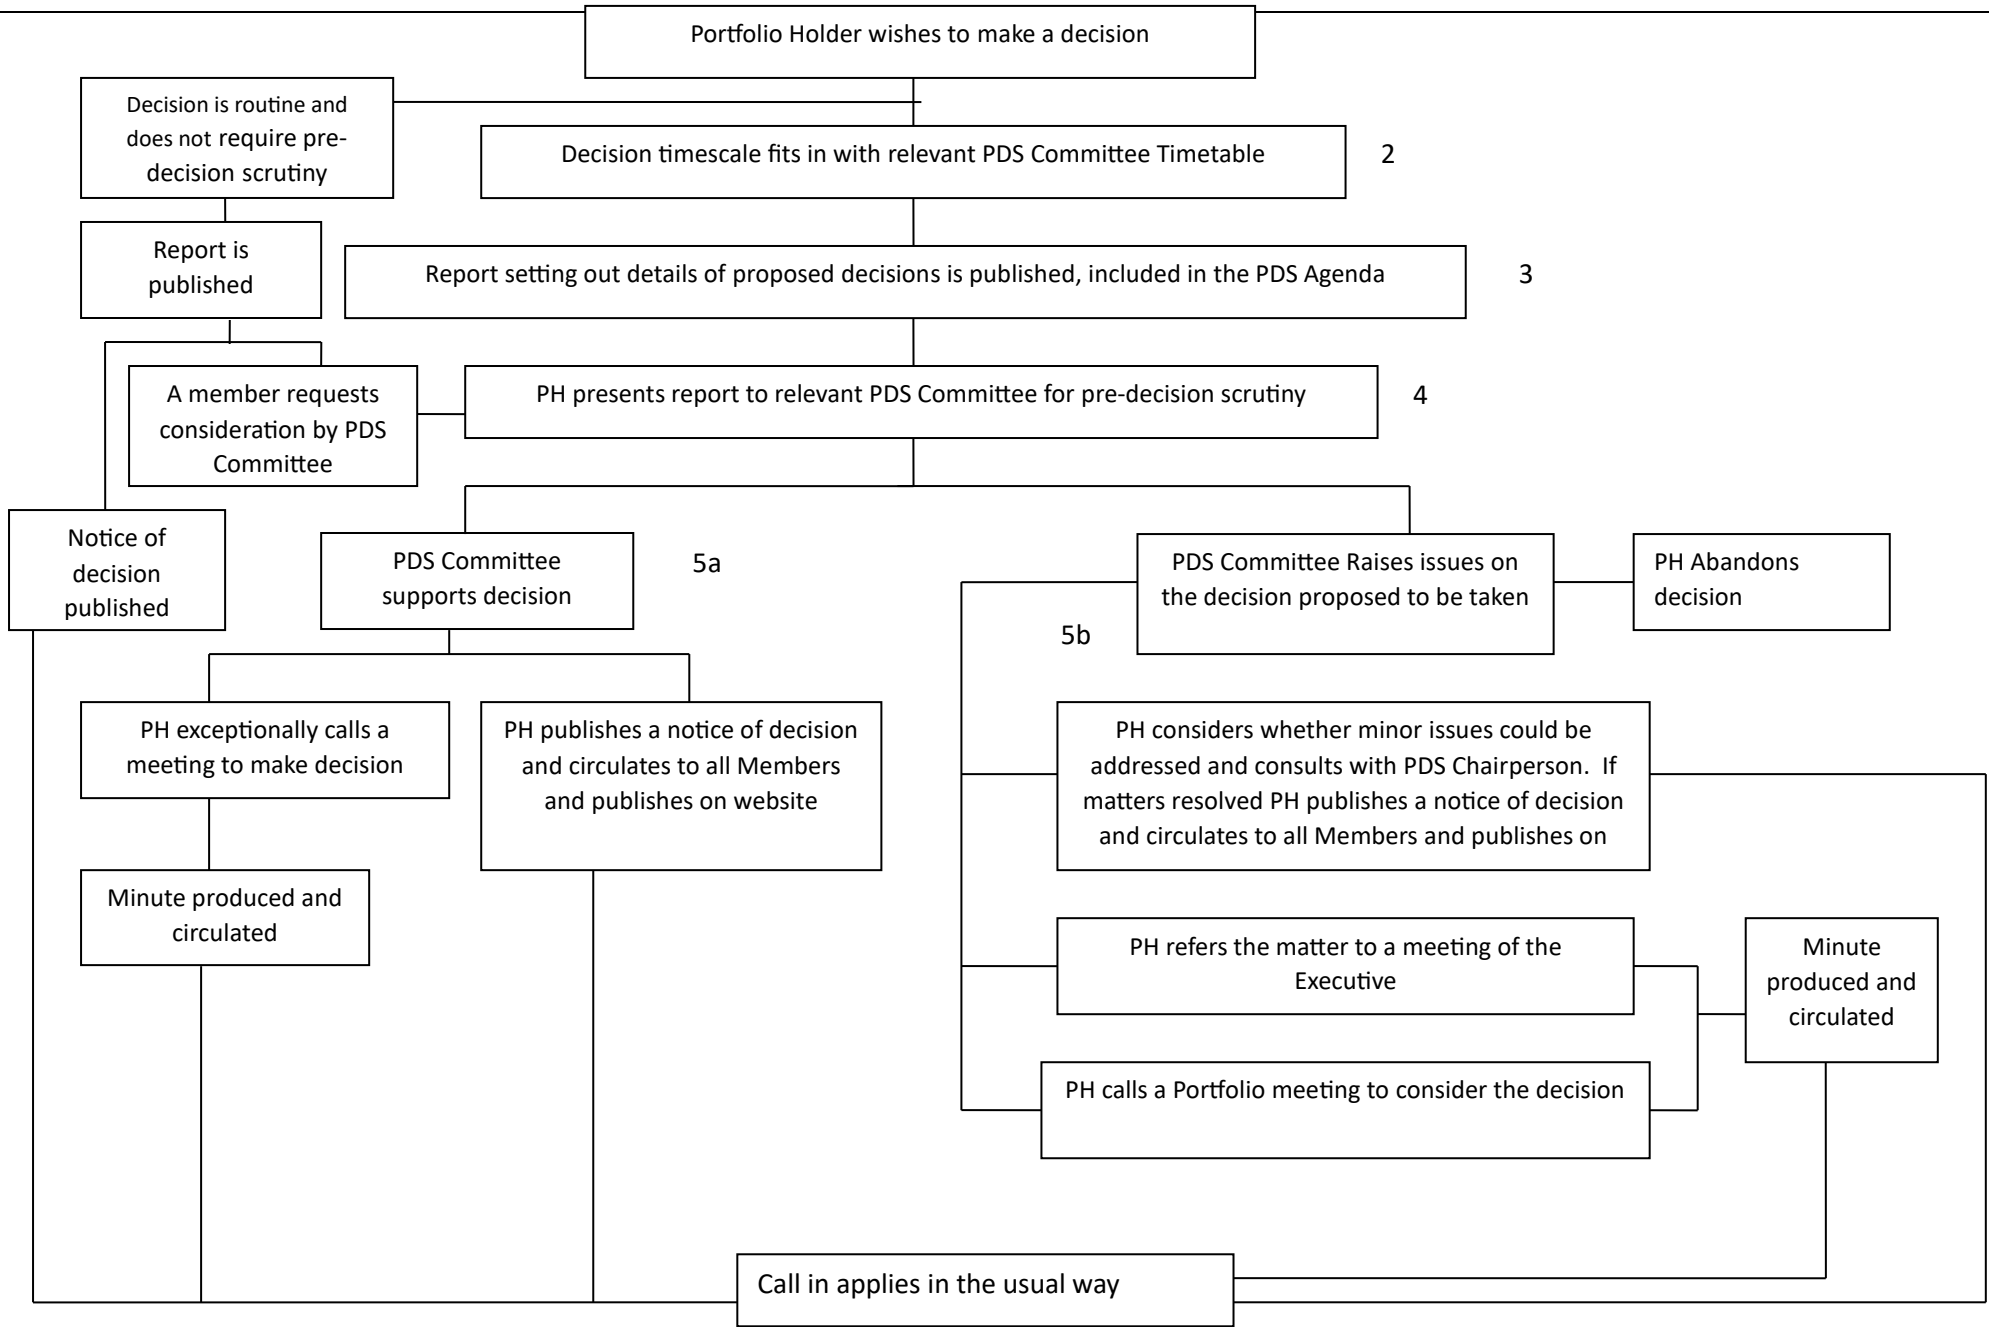 Portfolio Holder wishes to make a decision
Decision is routine and
does not require pre-
decision scrutiny
Decision timescale fits in with relevant PDS Committee Timetable
2
Report is
published
Report setting out details of proposed decisions is published, included in the PDS Agenda
3
A member requests
consideration by PDS
Committee
PH presents report to relevant PDS Committee for pre-decision scrutiny
4
Notice of
decision
published
PDS Committee
supports decision
5a
PDS Committee Raises issues on
the decision proposed to be taken
PH Abandons
decision
5b
PH exceptionally calls a
meeting to make decision
PH publishes a notice of decision
and circulates to all Members
and publishes on website
PH considers whether minor issues could be
addressed and consults with PDS Chairperson.  If
matters resolved PH publishes a notice of decision
and circulates to all Members and publishes on
Minute produced and
circulated
PH refers the matter to a meeting of the
Executive
Minute
produced and
circulated
PH calls a Portfolio meeting to consider the decision
Call in applies in the usual way